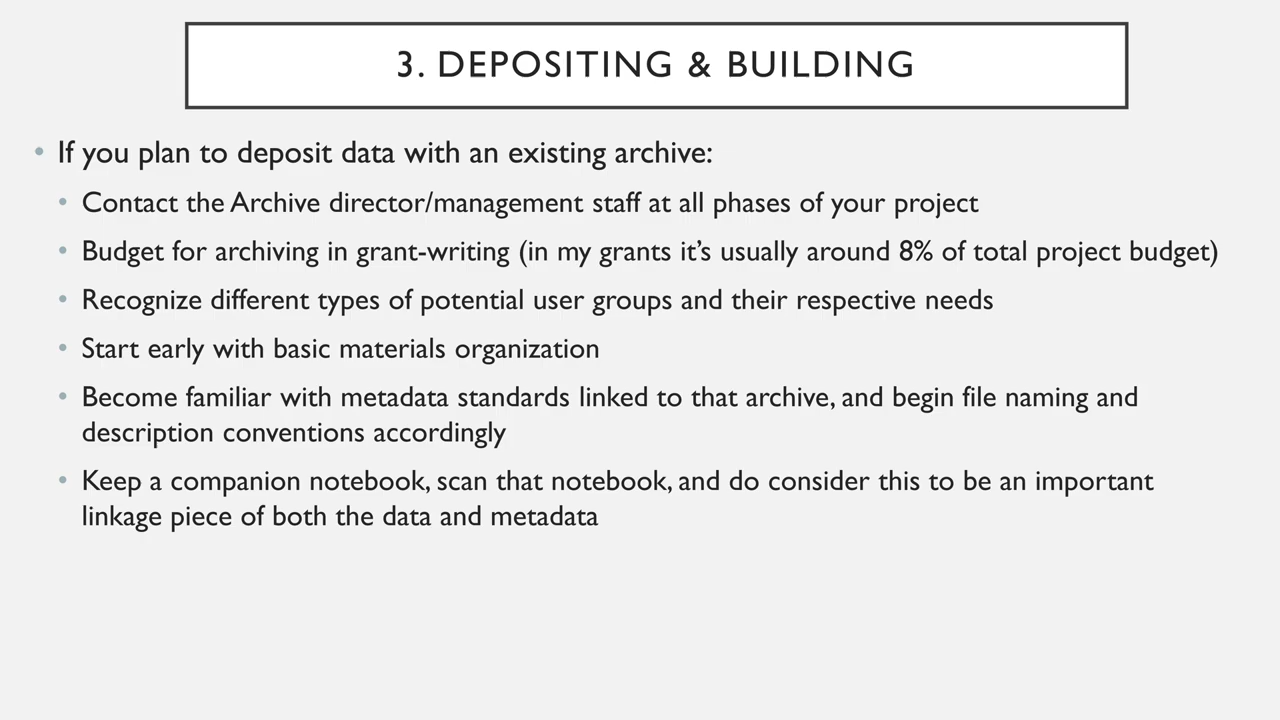 3. DEPOSITING & BUILDING
• If you plan to deposit data with an existing archive:
• Contact the Archive director/management staff at all phases of your project
• Budget for archiving in grant-writing (in my grants it’s usually around 8% of total project budget)
• Recognize different types of potential user groups and their respective needs
• Start early with basic materials organization
• Become familiar with metadata standards linked to that archive, and begin file naming and
description conventions accordingly
• Keep a companion notebook, scan that notebook, and do consider this to be an important
linkage piece of both the data and metadata